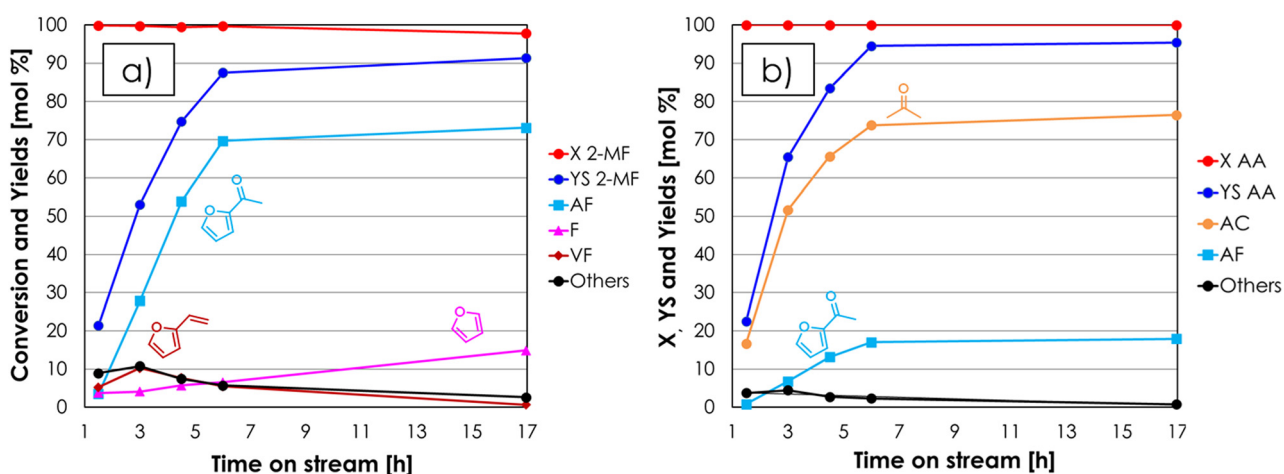 a)
Conversion and Yields [mol %]
100
90
80
70
60
50
40
30
20
10
0
1 3 5 7 9 11 13 15 17
Time on stream [h]
X 2-MF
YS 2-MF
AF
F
VF
Others
O
O
O
O
b)
X, YS and Yields [mol %]
100
90
80
70
60
50
40
30
20
10
0
1 3 5 7 9 11 13 15 17
Time on stream [h]
X AA
YS AA
AC
AF
Others
O
O
O